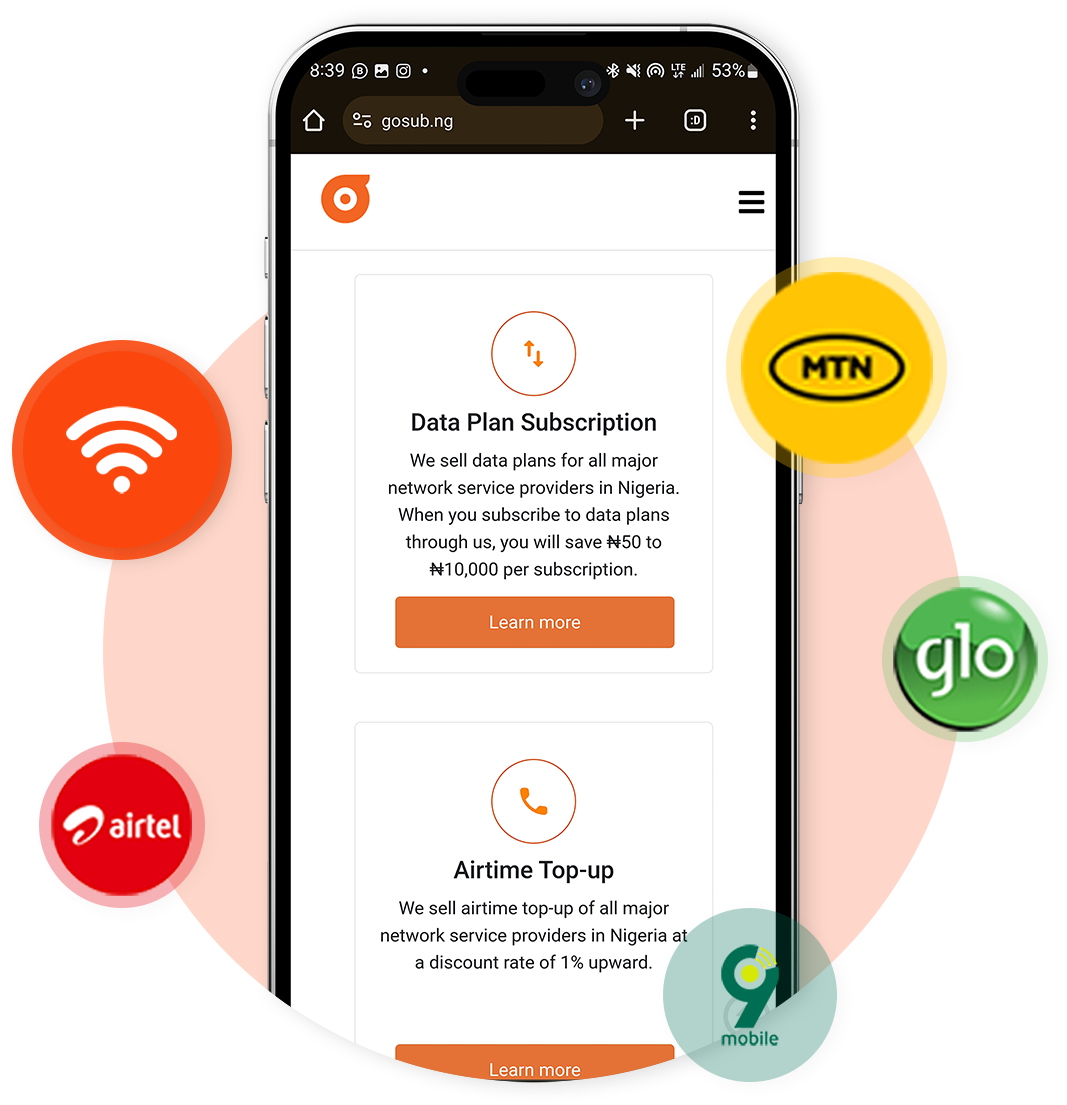 8:39
LTE
53%
gosub.ng
:D
Data Plan Subscription
We sell data plans for all major
network service providers in Nigeria.
When you subscribe to data plans
through us, you will save ₦50 to
₦10,000 per subscription.
Learn more
MTN
glo
airtel
Airtime Top-up
We sell airtime top-up of all major
network service providers in Nigeria at
a discount rate of 1% upward.
9
mobile
Learn more